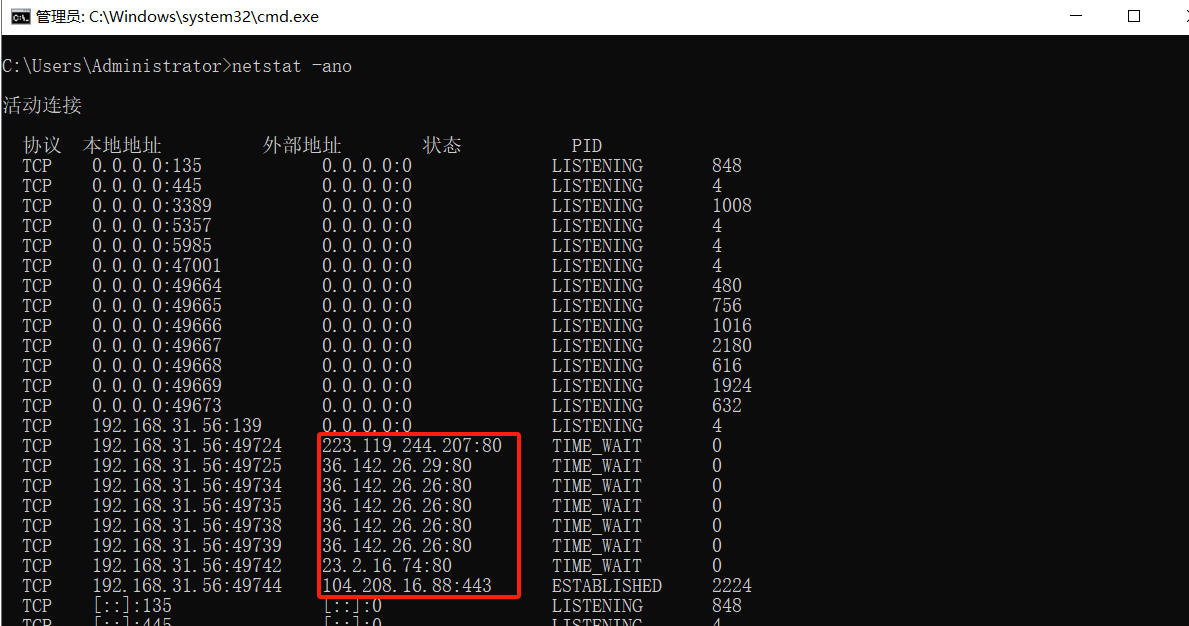 管理员: C:\Windows\system32\cmd.exe
C:\Users\Administrator>netstat -ano
活动连接
协议 本地地址 外部地址 状态 PID
TCP 0.0.0.0:135 0.0.0.0:0 LISTENING 848
TCP 0.0.0.0:445 0.0.0.0:0 LISTENING 4
TCP 0.0.0.0:3389 0.0.0.0:0 LISTENING 1008
TCP 0.0.0.0:5357 0.0.0.0:0 LISTENING 4
TCP 0.0.0.0:5985 0.0.0.0:0 LISTENING 4
TCP 0.0.0.0:47001 0.0.0.0:0 LISTENING 4
TCP 0.0.0.0:49664 0.0.0.0:0 LISTENING 480
TCP 0.0.0.0:49665 0.0.0.0:0 LISTENING 756
TCP 0.0.0.0:49666 0.0.0.0:0 LISTENING 1016
TCP 0.0.0.0:49667 0.0.0.0:0 LISTENING 2180
TCP 0.0.0.0:49668 0.0.0.0:0 LISTENING 616
TCP 0.0.0.0:49669 0.0.0.0:0 LISTENING 1924
TCP 0.0.0.0:49673 0.0.0.0:0 LISTENING 632
TCP 192.168.31.56:139 0.0.0.0:0 LISTENING 4
TCP 192.168.31.56:49724 223.119.244.207:80 TIME_WAIT 0
TCP 192.168.31.56:49725 36.142.26.29:80 TIME_WAIT 0
TCP 192.168.31.56:49734 36.142.26.26:80 TIME_WAIT 0
TCP 192.168.31.56:49735 36.142.26.26:80 TIME_WAIT 0
TCP 192.168.31.56:49738 36.142.26.26:80 TIME_WAIT 0
TCP 192.168.31.56:49739 36.142.26.26:80 TIME_WAIT 0
TCP 192.168.31.56:49742 23.2.16.74:80 TIME_WAIT 0
TCP 192.168.31.56:49744 104.208.16.88:443 ESTABLISHED 2224
TCP [::]:135 [::]:0 LISTENING 848
TCP [::]:445 [::]:0 LISTENING 4